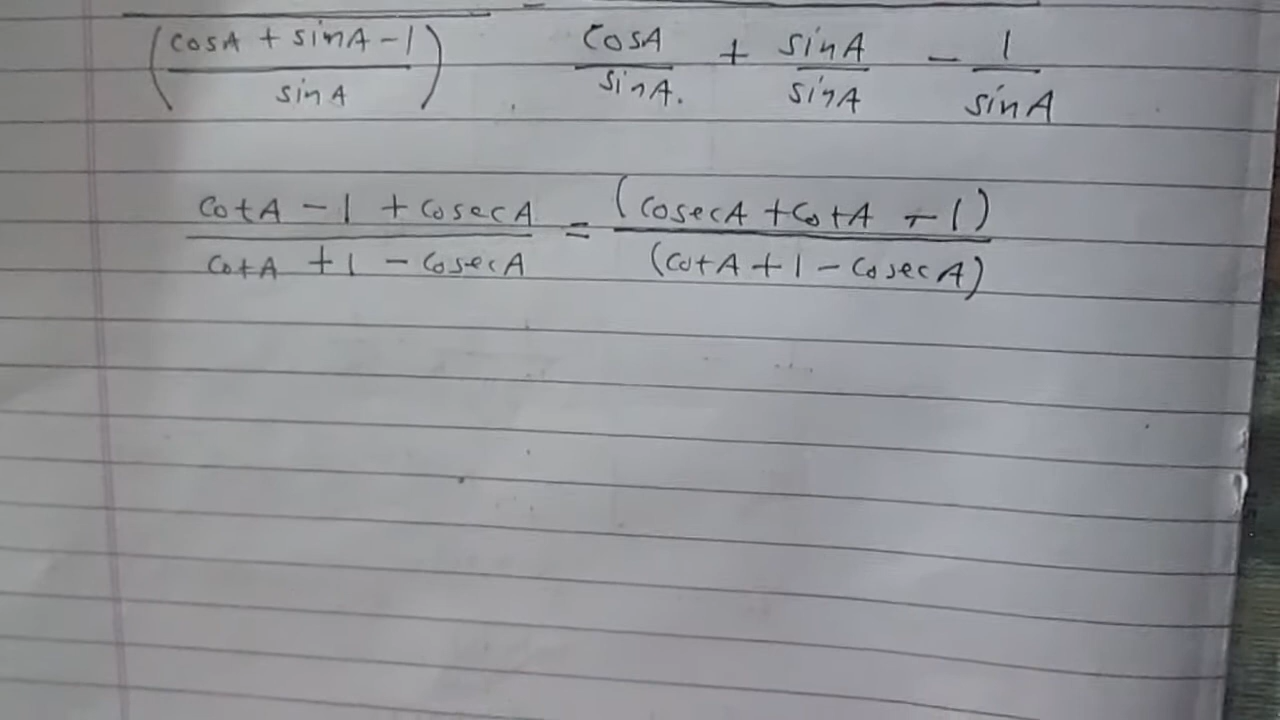 (cosA + sinA - 1 / sinA) cosA / sinA. + sinA / sinA - 1 / sinA
cotA - 1 + cosecA / cotA + 1 - cosecA = (cosecA + cotA - 1) / (cotA + 1 - cosecA)